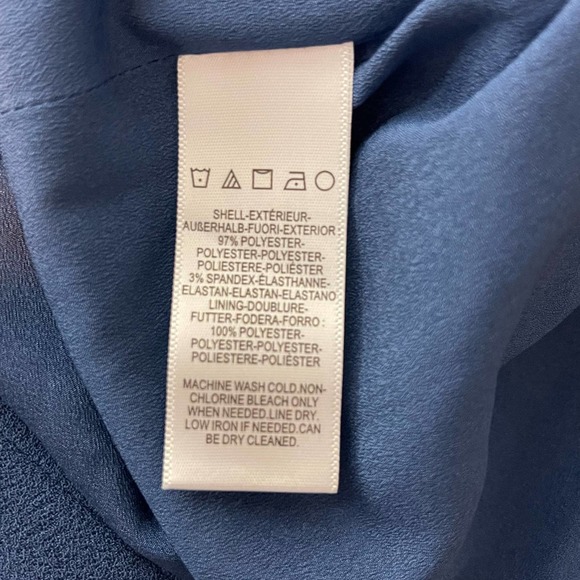 SHELL-EXTÉRIEUR-
AUßERHALB-FUORI-EXTERIOR :
97% POLYESTER-
POLYESTER-POLYESTER-
POLIESTERE-POLIÉSTER
3% SPANDEX-ÉLASTHANNE-
ELASTAN-ELASTAN-ELASTANO
LINING-DOUBLURE-
FUTTER-FODERA-FORRO :
100% POLYESTER-
POLYESTER-POLYESTER-
POLIESTERE-POLIÉSTER
MACHINE WASH COLD.NON-
CHLORINE BLEACH ONLY
WHEN NEEDED.LINE DRY.
LOW IRON IF NEEDED.CAN
BE DRY CLEANED.